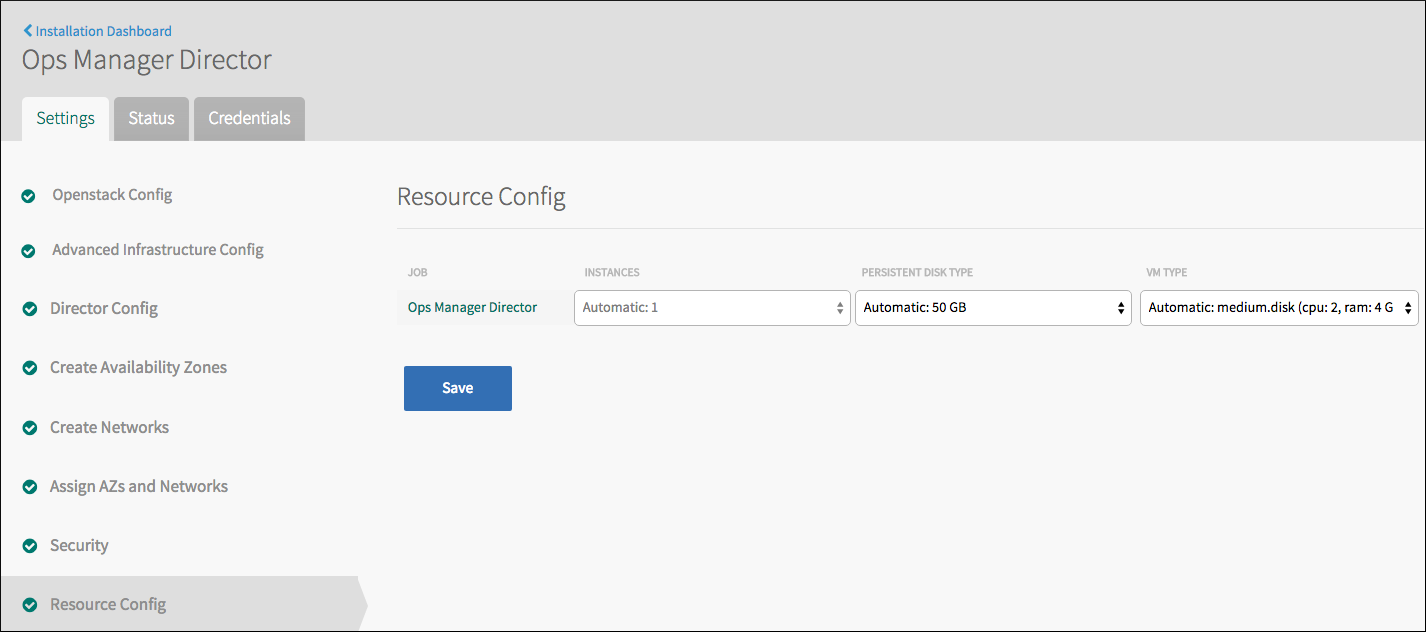 Installation Dashboard
Ops Manager Director
Settings Status Credentials
Openstack Config
Advanced Infrastructure Config
Director Config
Create Availability Zones
Create Networks
Assign AZs and Networks
Security
Resource Config
Resource Config
JOB INSTANCES PERSISTENT DISK TYPE VM TYPE
Ops Manager Director Automatic: 1 Automatic: 50 GB Automatic: medium.disk (cpu: 2, ram: 4 G
Save